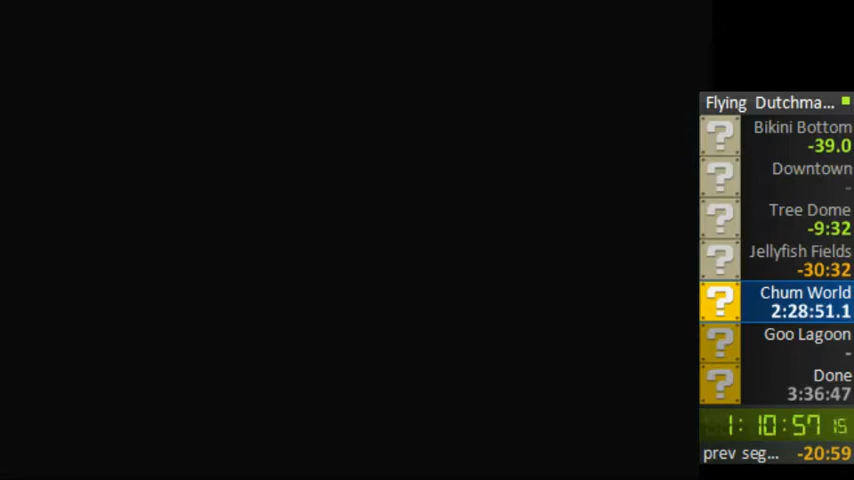 Flying Dutchma...
Bikini Bottom
-39.0
Downtown
-
Tree Dome
-9:32
Jellyfish Fields
-30:32
Chum World
2:28:51.1
Goo Lagoon
-
Done
3:36:47
1:10:57 15
prev seg... -20:59